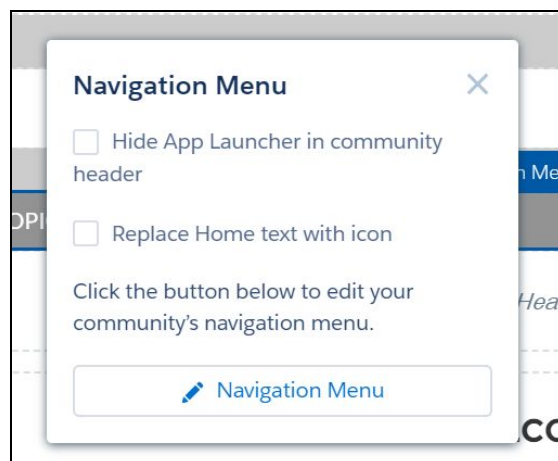 Navigation Menu
Hide App Launcher in community
header
Replace Home text with icon
Click the button below to edit your
community's navigation menu.
Navigation Menu